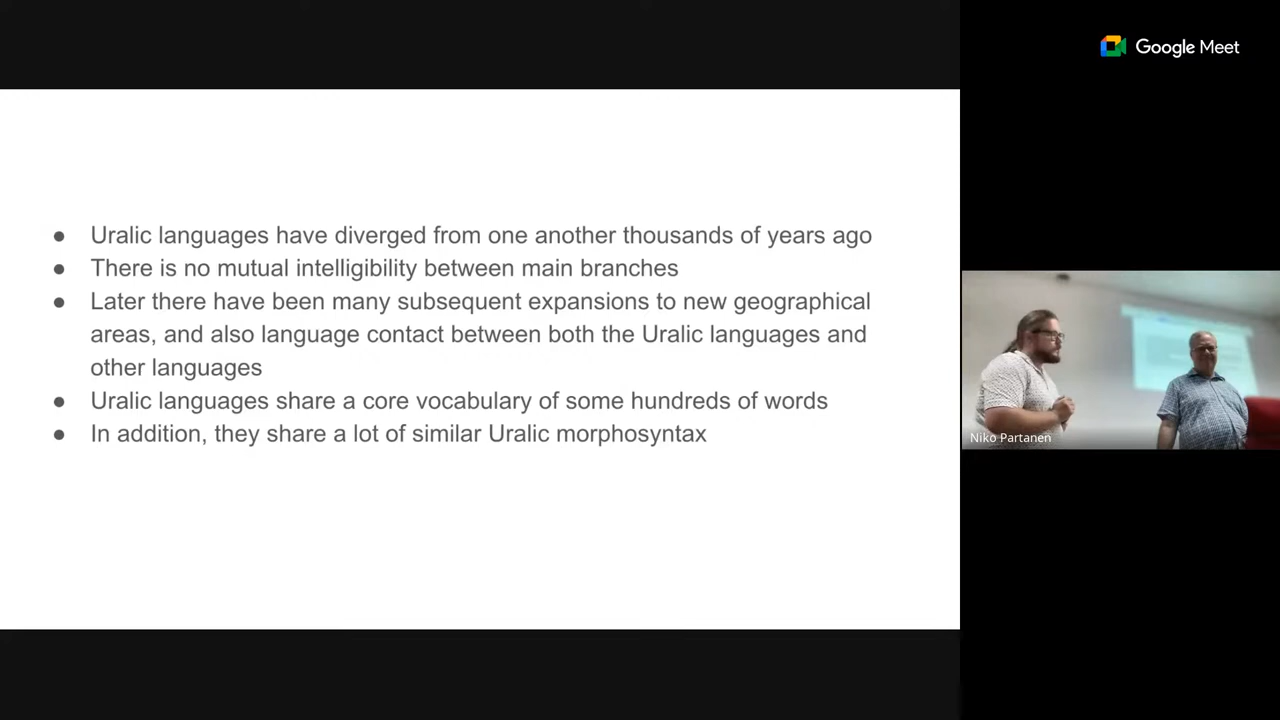 Google Meet
● Uralic languages have diverged from one another thousands of years ago
● There is no mutual intelligibility between main branches
● Later there have been many subsequent expansions to new geographical
areas, and also language contact between both the Uralic languages and
other languages
● Uralic languages share a core vocabulary of some hundreds of words
● In addition, they share a lot of similar Uralic morphosyntax
Niko Partanen